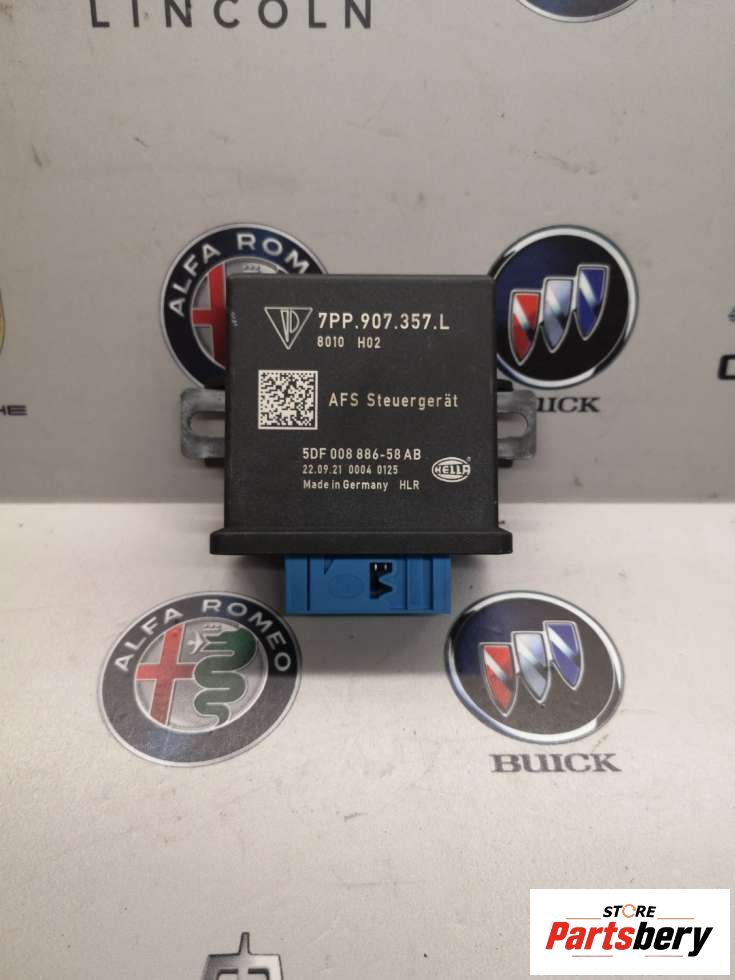 LINCOLN
ALFA ROMEO
7PP.907.357.L
8010 H02
AFS Steuergerät
5DF 008 886-58 AB
22.09.21 0004 0125
HELLA
Made in Germany HLR
BUICK
ALFA ROMEO
BUICK
STORE
Partsbery